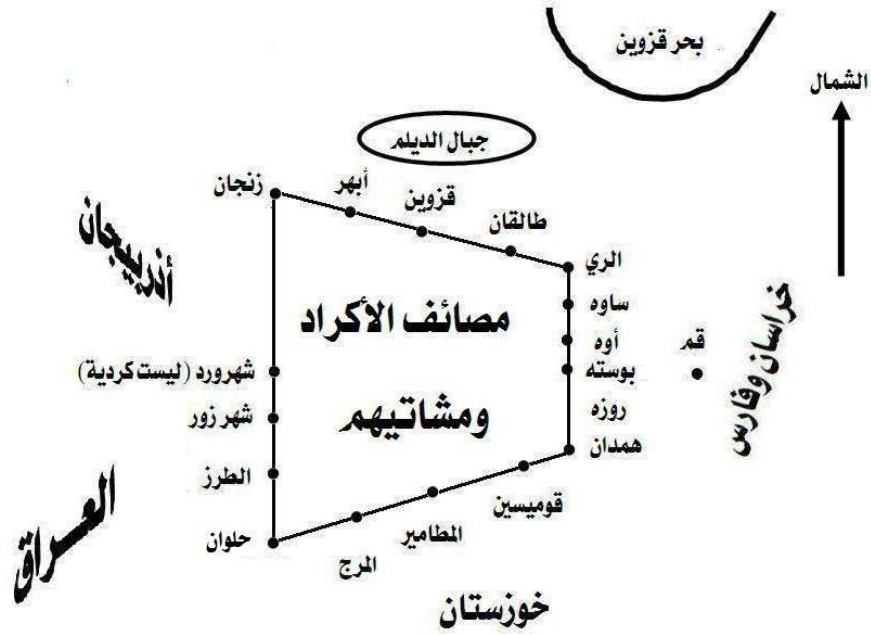 بحر قزوين
الشمال
جبال الديلم
زنجان
أبهر
قزوين
طالقان
الري
ساوه
أوه
بوسته
روزه
همدان
قم
خراسان وفارس
أذربيجان
مصائف الأكراد
ومشاتيهم
شهرورد (ليست كردية)
شهر زور
الطرز
حلوان
المرج
المطامير
قوميسين
العراق
خوزستان